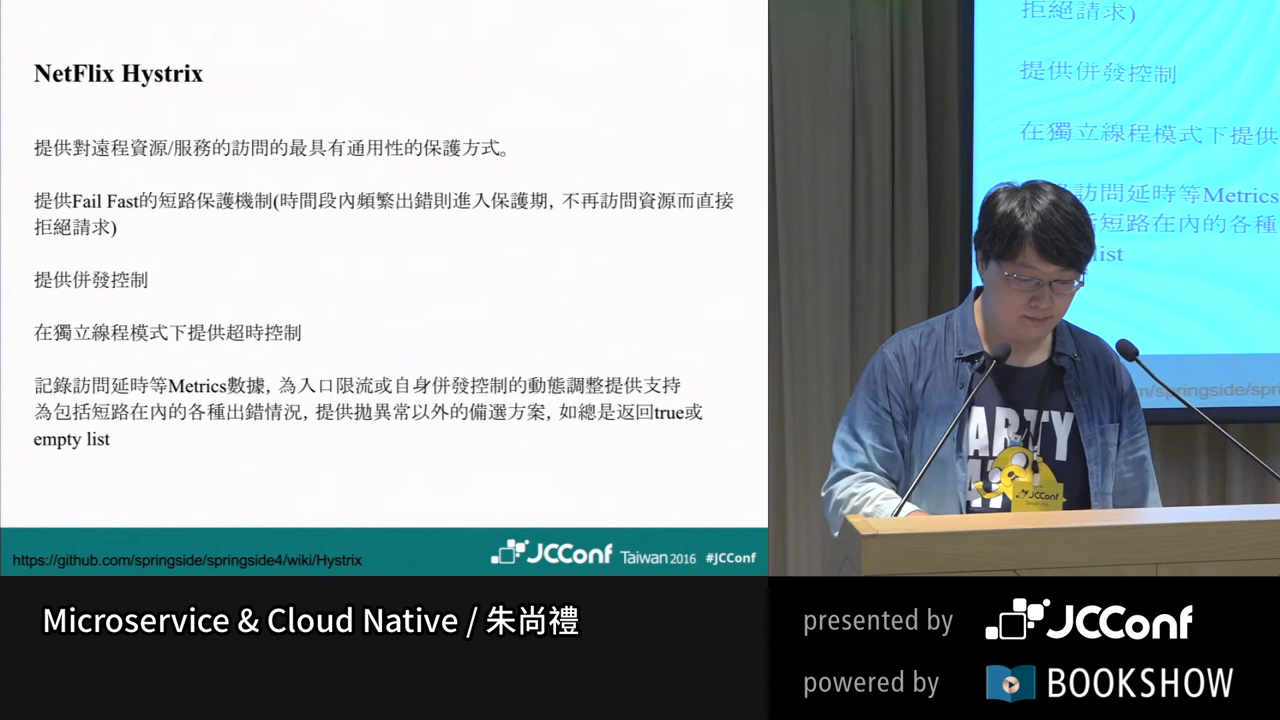 NetFlix Hystrix
提供對遠程資源/服務的訪問的最具有通用性的保護方式。
提供Fail Fast的短路保護機制(時間段內頻繁出錯則進入保護期, 不再訪問資源而直接
拒絕請求)
提供併發控制
在獨立線程模式下提供超時控制
記錄訪問延時等Metrics數據, 為入口限流或自身併發控制的動態調整提供支持
為包括短路在內的各種出錯情況, 提供拋異常以外的備選方案, 如總是返回true或
empty list
https://github.com/springside/springside4/wiki/Hystrix
JCConf Taiwan 2016 #JCConf
拒絕請求)
提供併發控制
在獨立線程模式下提供
訪問延時等Metrics
短路在內的各種
list
m/springside/spri
ARTY
JCConf
Microservice & Cloud Native / 朱尚禮
presented by JCConf
powered by BOOKSHOW